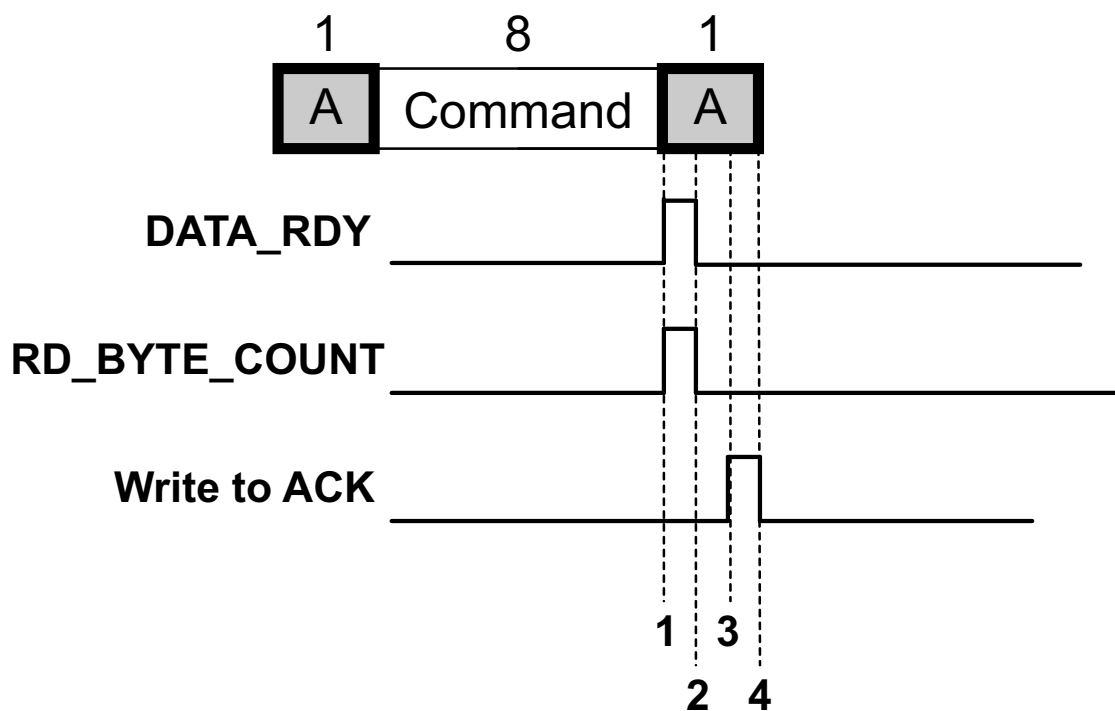 1 8 1
A Command A
DATA_RDY
RD_BYTE_COUNT
Write to ACK
1 3
2 4